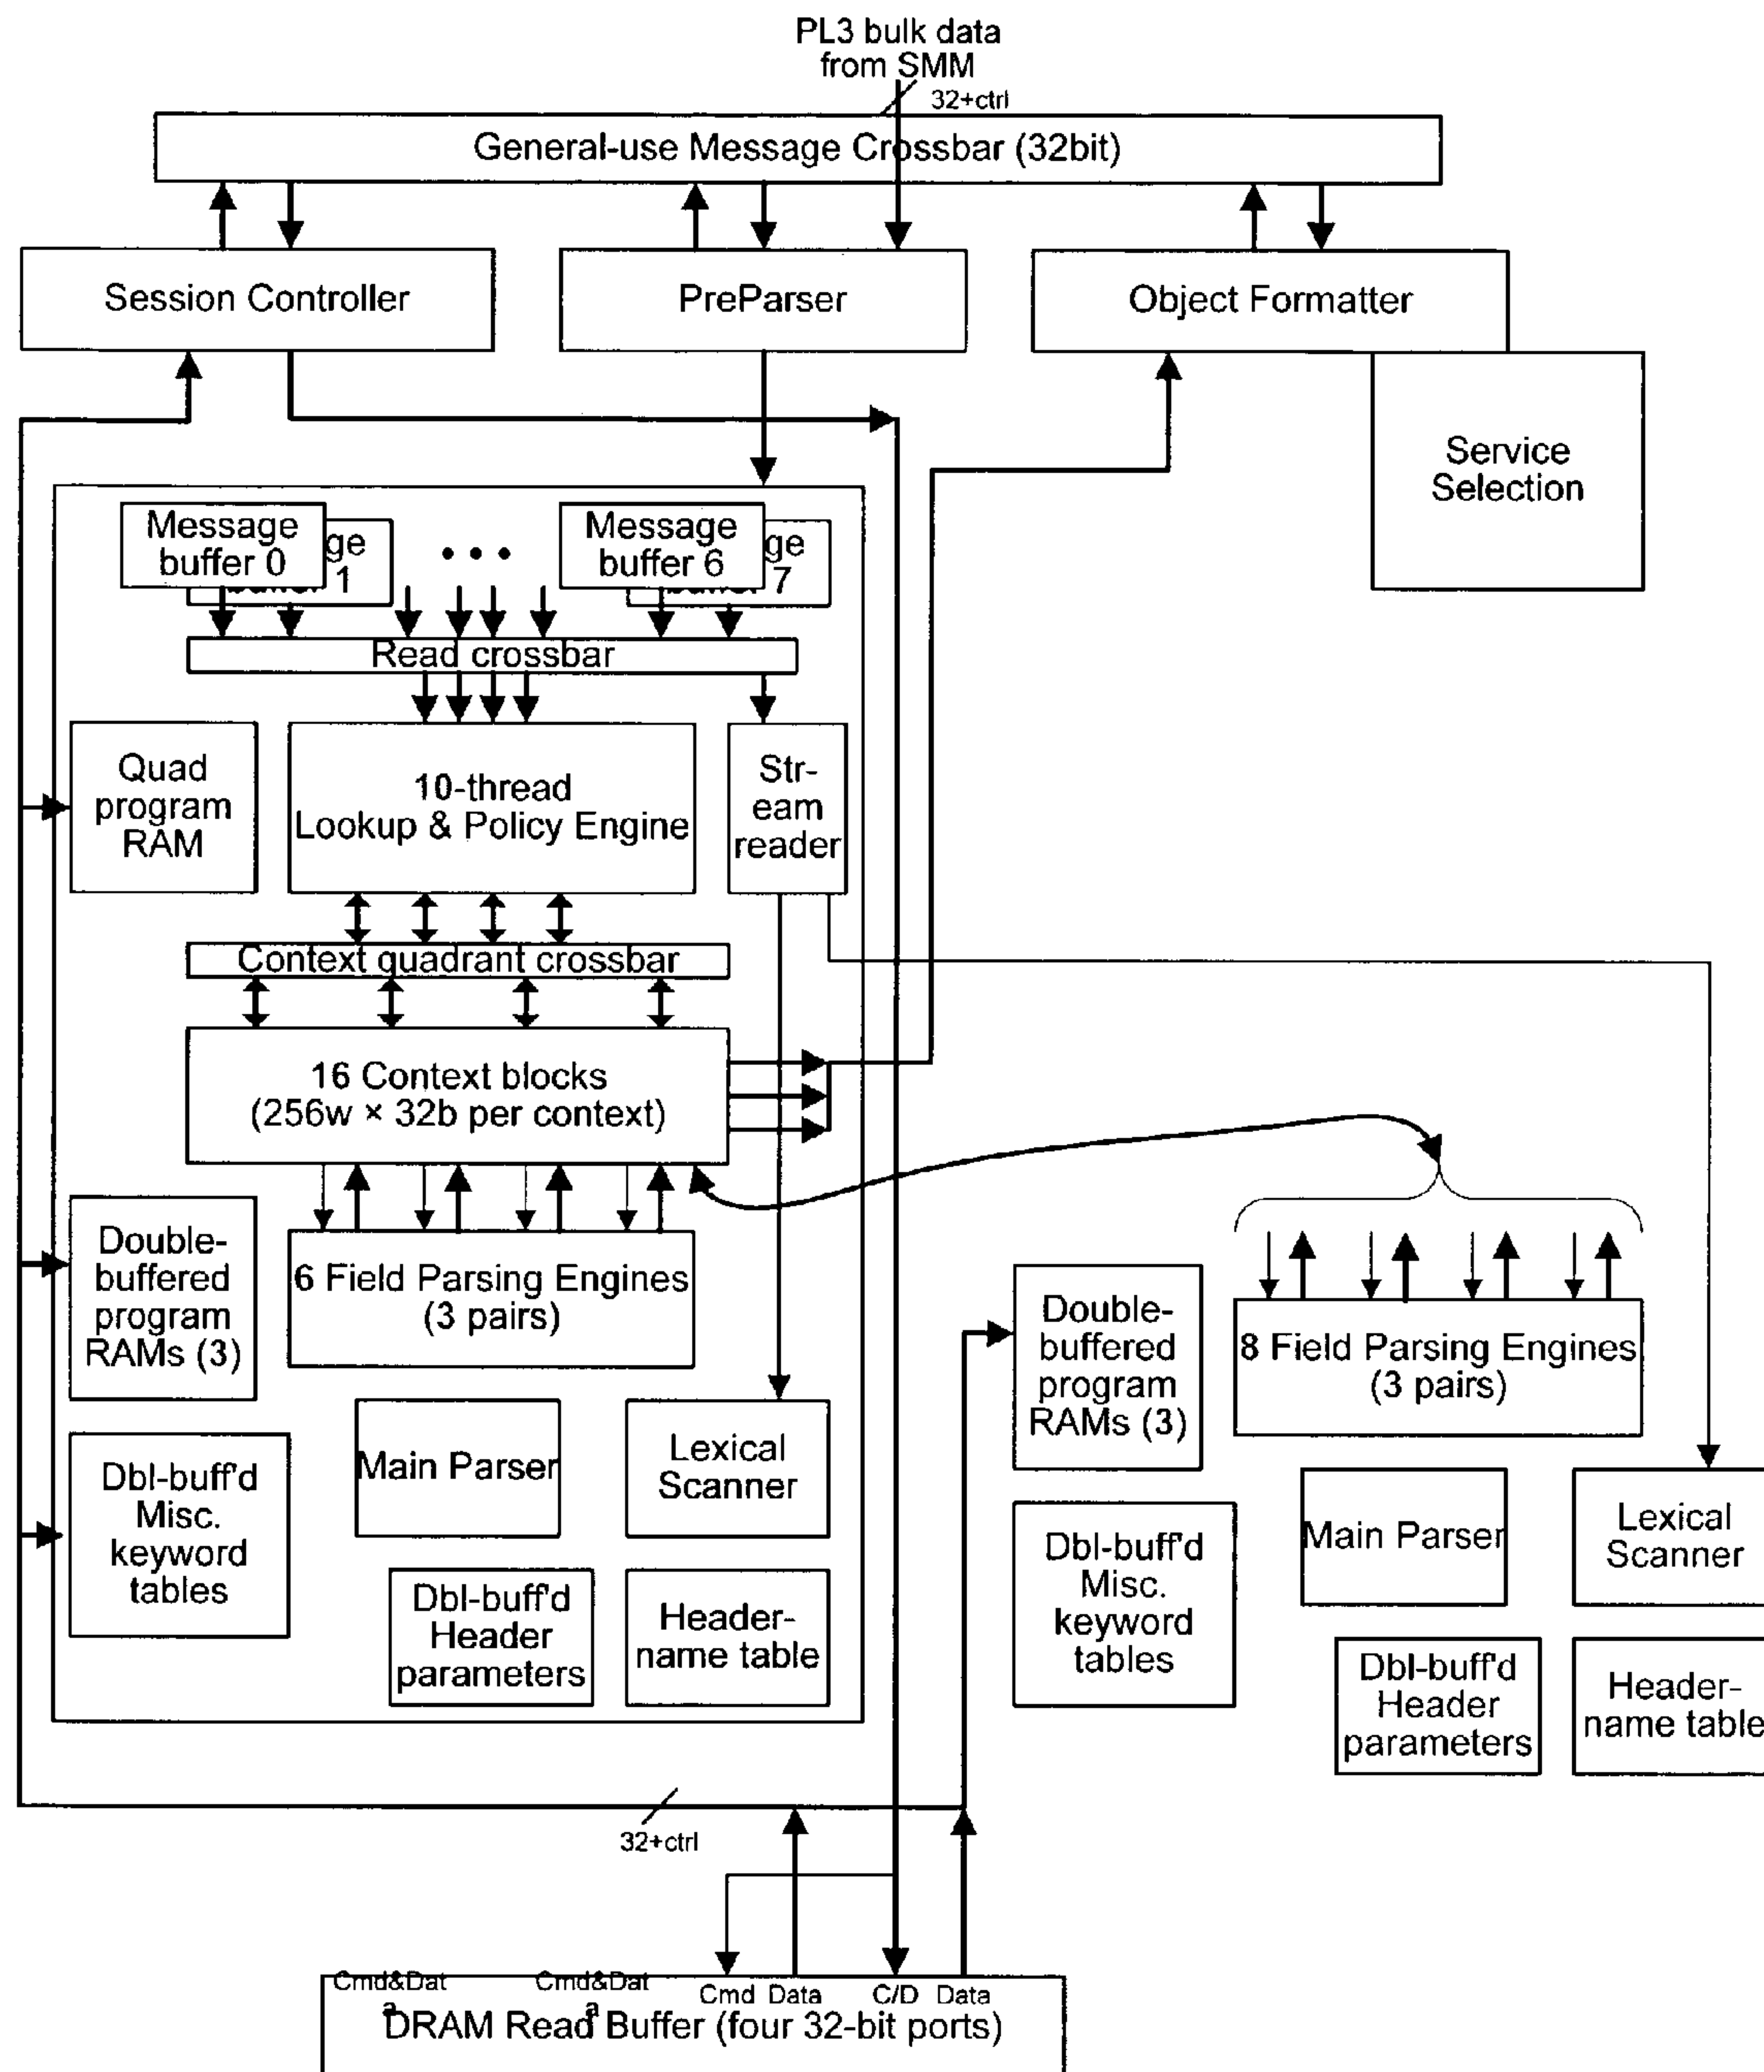 PL3 bulk data
from SMM
32+ctrl
General-use Message Crossbar (32bit)
Session Controller
PreParser
Object Formatter
Service
Selection
Message
buffer 0
ge
1
• • •
Message
buffer 6
ge
7
Read crossbar
Quad
program
RAM
10-thread
Lookup & Policy Engine
Str-
eam
reader
Context quadrant crossbar
16 Context blocks
(256w × 32b per context)
Double-
buffered
program
RAMs (3)
6 Field Parsing Engines
(3 pairs)
Double-
buffered
program
RAMs (3)
8 Field Parsing Engines
(3 pairs)
Dbl-buff'd
Misc.
keyword
tables
Main Parser
Lexical
Scanner
Dbl-buff'd
Header
parameters
Header-
name table
Dbl-buff'd
Misc.
keyword
tables
Main Parser
Lexical
Scanner
Dbl-buff'd
Header
parameters
Header-
name table
32+ctrl
Cmd&Dat
a
Cmd&Dat
a
Cmd Data
C/D Data
DRAM Read Buffer (four 32-bit ports)